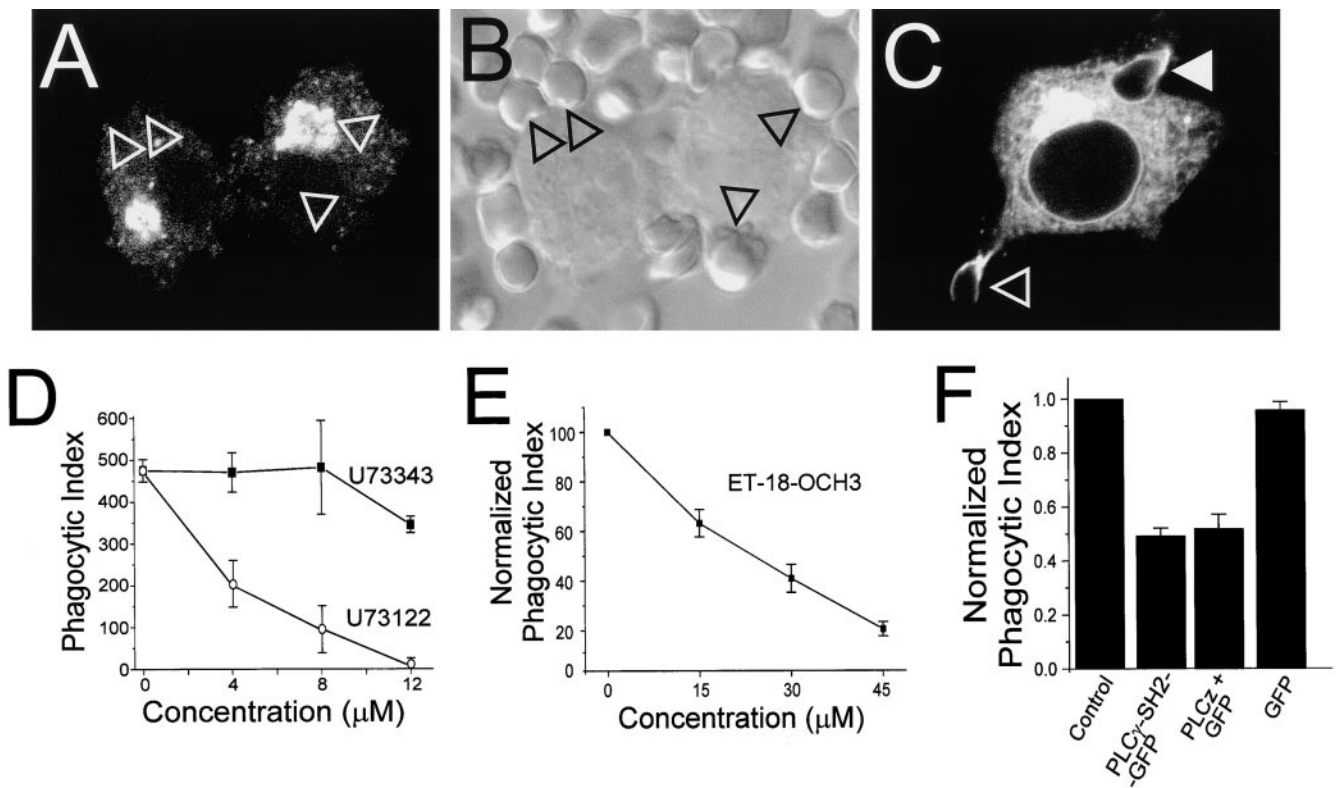 A
B
C
D
600
500
400
300
200
100
0
Phagocytic Index
U73343
U73122
0 4 8 12
Concentration (μM)
E
100
80
60
40
20
0
Normalized
Phagocytic Index
ET-18-OCH3
0 15 30 45
Concentration (μM)
F
1.0
0.8
0.6
0.4
0.2
0.0
Normalized
Phagocytic Index
Control
PLCγ-SH2-
-GFP
PLCz +
GFP
GFP